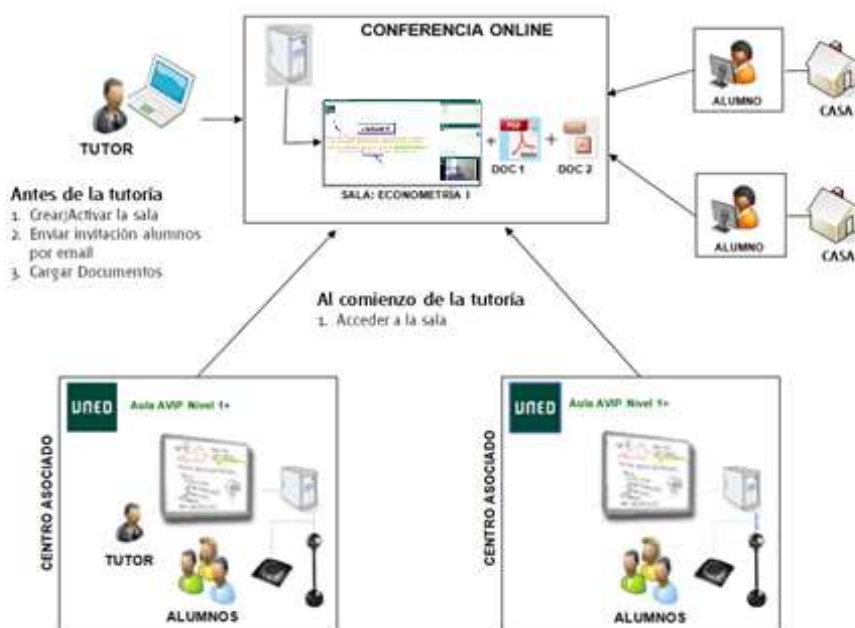 CONFERENCIA ONLINE
TUTOR
PDF
+
+
DOC 1
DOC 2
SALA: ECONOMETRÍA I
ALUMNO
CASA
ALUMNO
CASA
Antes de la tutoría
1. Crear/Activar la sala
2. Enviar invitación alumnos
por email
3. Cargar Documentos
Al comienzo de la tutoría
1. Acceder a la sala
CENTRO ASOCIADO
UNED
Aula AVIP Nivel 1+
TUTOR
ALUMNOS
CENTRO ASOCIADO
UNED
Aula AVIP Nivel 1+
ALUMNOS